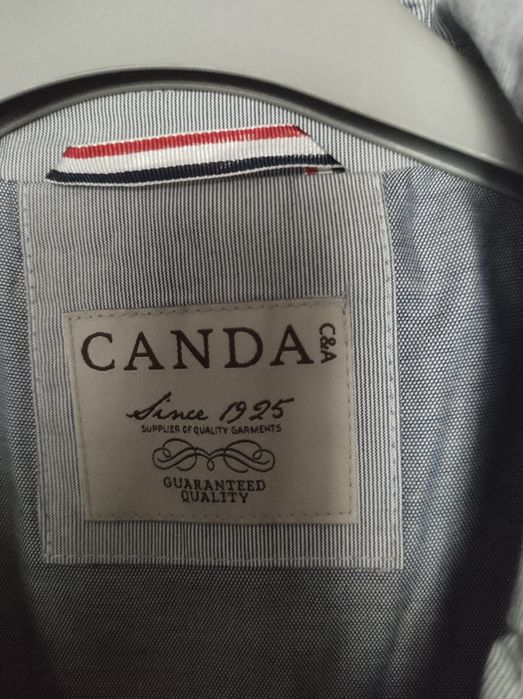 CANDA C&A
Since 1925
SUPPLIER OF QUALITY GARMENTS
GUARANTEED
QUALITY